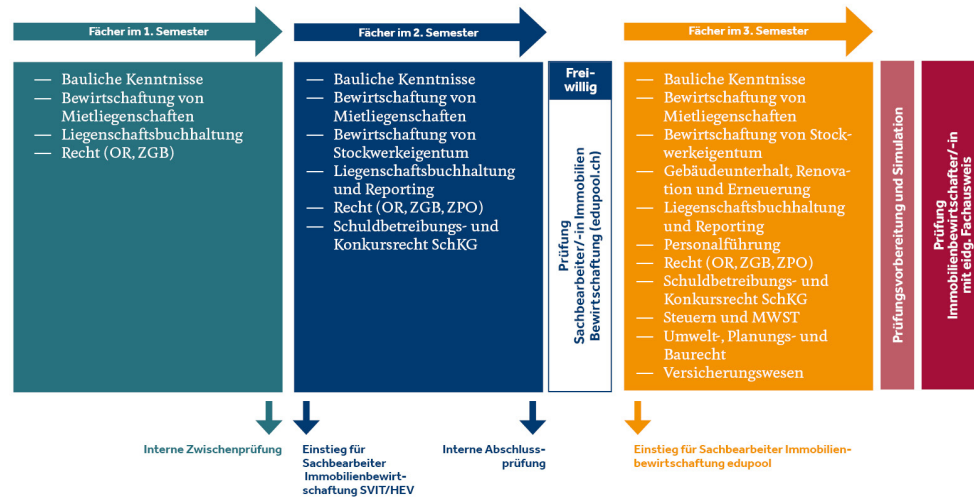 Fächer im 1. Semester
— Bauliche Kenntnisse
— Bewirtschaftung von
Mietliegenschaften
— Liegenschaftsbuchhaltung
— Recht (OR, ZGB)
Interne Zwischenprüfung
Fächer im 2. Semester
— Bauliche Kenntnisse
— Bewirtschaftung von
Mietliegenschaften
— Bewirtschaftung von
Stockwerkeigentum
— Liegenschaftsbuchhaltung
und Reporting
— Recht (OR, ZGB, ZPO)
— Schuldbetreibungs- und
Konkursrecht SchKG
Einstieg für
Sachbearbeiter
Immobilienbewirt-
schaftung SVIT/HEV
Interne Abschluss-
prüfung
Frei-
willig
Prüfung
Sachbearbeiter/-in Immobilien
Bewirtschaftung (edupool.ch)
Fächer im 3. Semester
— Bauliche Kenntnisse
— Bewirtschaftung von
Mietliegenschaften
— Bewirtschaftung von Stock-
werkeigentum
— Gebäudeunterhalt, Renova-
tion und Erneuerung
— Liegenschaftsbuchhaltung
und Reporting
— Personalführung
— Recht (OR, ZGB, ZPO)
— Schuldbetreibungs- und
Konkursrecht SchKG
— Steuern und MWST
— Umwelt-, Planungs- und
Baurecht
— Versicherungswesen
Einstieg für Sachbearbeiter Immobilien-
bewirtschaftung edupool
Prüfungsvorbereitung und Simulation
Prüfung
Immobilienbewirtschafter/-in
mit eidg. Fachausweis